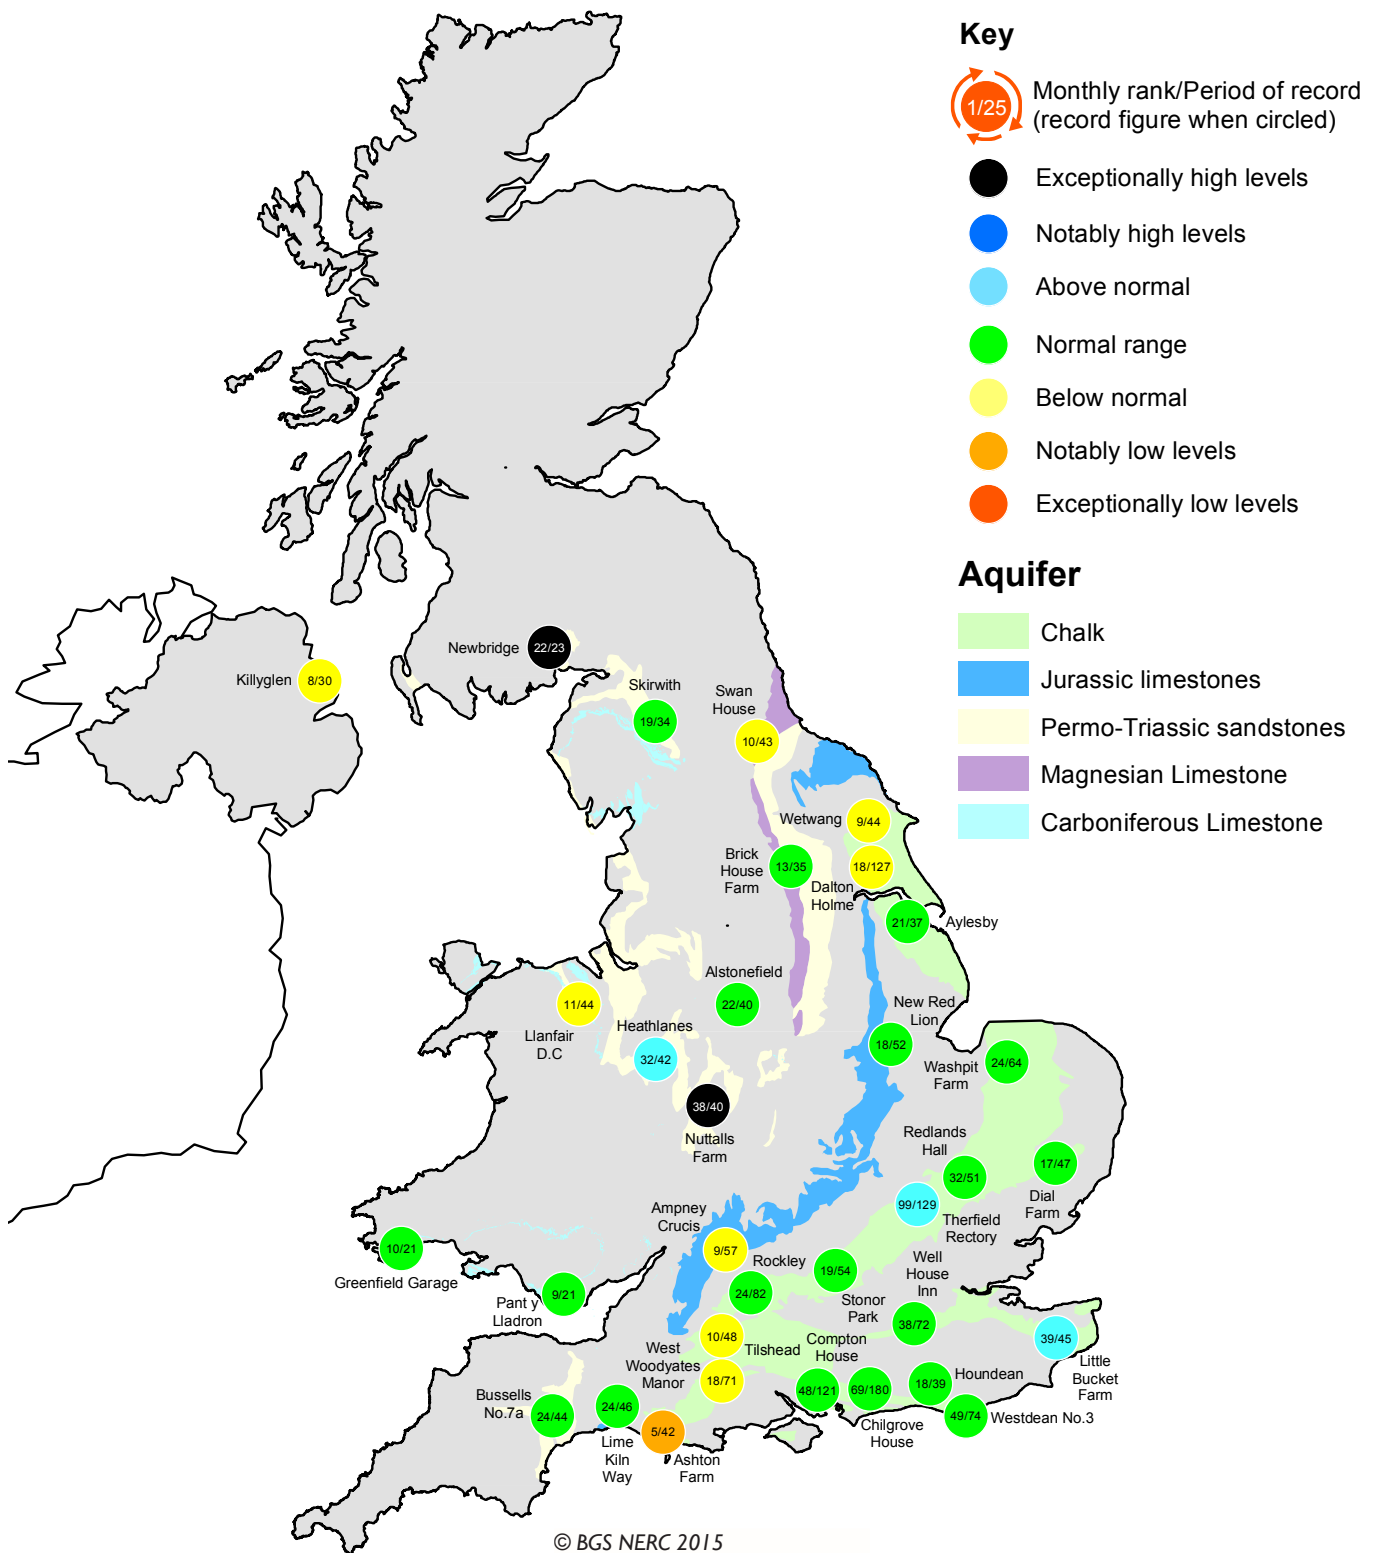 Key
1/25
Monthly rank/Period of record
(record figure when circled)
Exceptionally high levels
Notably high levels
Above normal
Normal range
Below normal
Notably low levels
Exceptionally low levels
Aquifer
Chalk
Jurassic limestones
Permo-Triassic sandstones
Magnesian Limestone
Carboniferous Limestone
Newbridge
22/23
Killyglen
8/30
Skirwith
19/34
Swan
House
10/43
Wetwang
9/44
Brick
House
Farm
13/35
Dalton
Holme
18/127
21/37
Aylesby
Alstonefield
22/40
11/44
Llanfair
D.C
Heathlanes
32/42
New Red
Lion
18/52
Washpit
Farm
24/64
38/40
Nuttalls
Farm
Redlands
Hall
32/51
17/47
Dial
Farm
99/129
Therfield
Rectory
Ampney
Crucis
9/57
10/21
Greenfield Garage
9/21
Pant y
Lladron
Rockley
24/82
19/54
Stonor
Park
Well
House
Inn
38/72
10/48
Tilshead
West
Woodyates
Manor
18/71
Compton
House
48/121
69/180
Chilgrove
House
18/39
Houndean
39/45
Little
Bucket
Farm
49/74
Westdean No.3
Bussells
No.7a
24/44
24/46
Lime
Kiln
Way
5/42
Ashton
Farm
© BGS NERC 2015